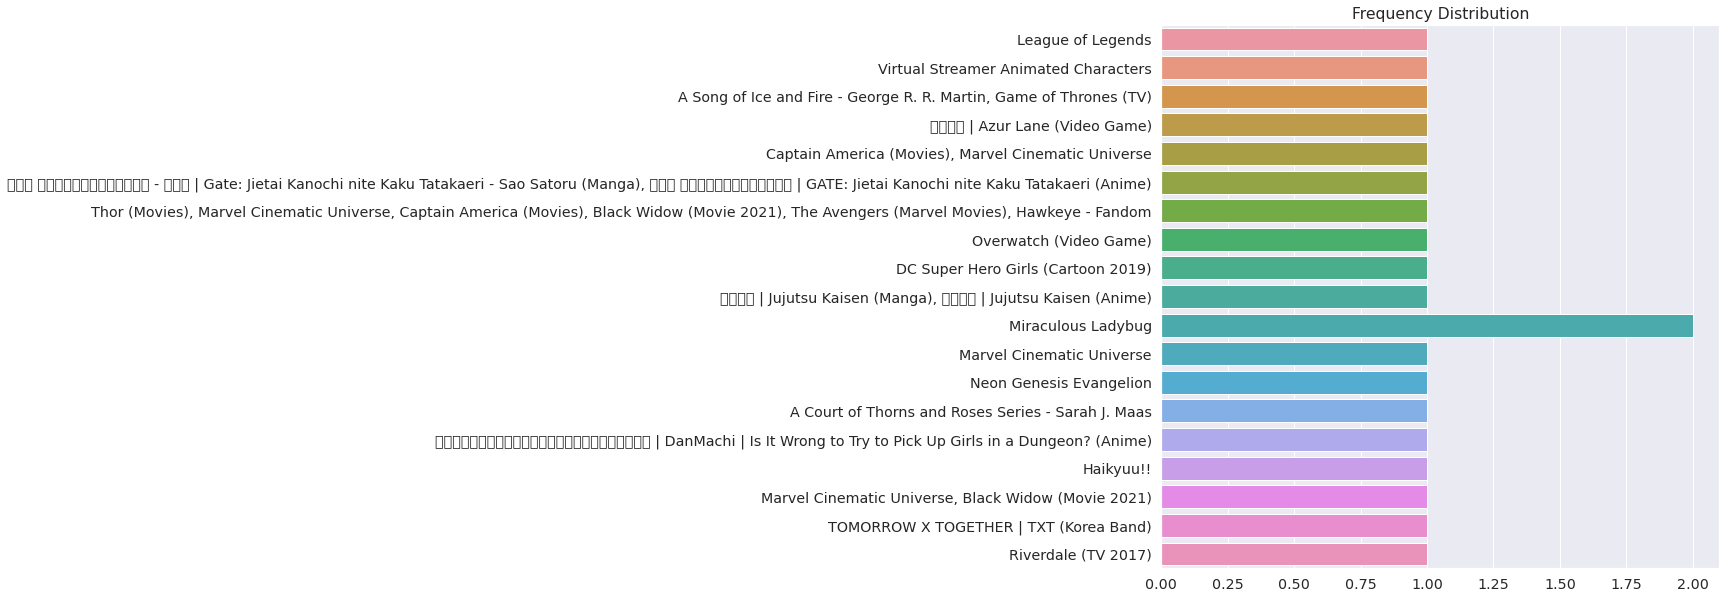 Frequency Distribution
League of Legends
Virtual Streamer Animated Characters
A Song of Ice and Fire - George R. R. Martin, Game of Thrones (TV)
| Azur Lane (Video Game)
Captain America (Movies), Marvel Cinematic Universe
- | Gate: Jietai Kanochi nite Kaku Tatakaeri - Sao Satoru (Manga), | GATE: Jietai Kanochi nite Kaku Tatakaeri (Anime)
Thor (Movies), Marvel Cinematic Universe, Captain America (Movies), Black Widow (Movie 2021), The Avengers (Marvel Movies), Hawkeye - Fandom
Overwatch (Video Game)
DC Super Hero Girls (Cartoon 2019)
| Jujutsu Kaisen (Manga), | Jujutsu Kaisen (Anime)
Miraculous Ladybug
Marvel Cinematic Universe
Neon Genesis Evangelion
A Court of Thorns and Roses Series - Sarah J. Maas
| DanMachi | Is It Wrong to Try to Pick Up Girls in a Dungeon? (Anime)
Haikyuu!!
Marvel Cinematic Universe, Black Widow (Movie 2021)
TOMORROW X TOGETHER | TXT (Korea Band)
Riverdale (TV 2017)
0.00 0.25 0.50 0.75 1.00 1.25 1.50 1.75 2.00